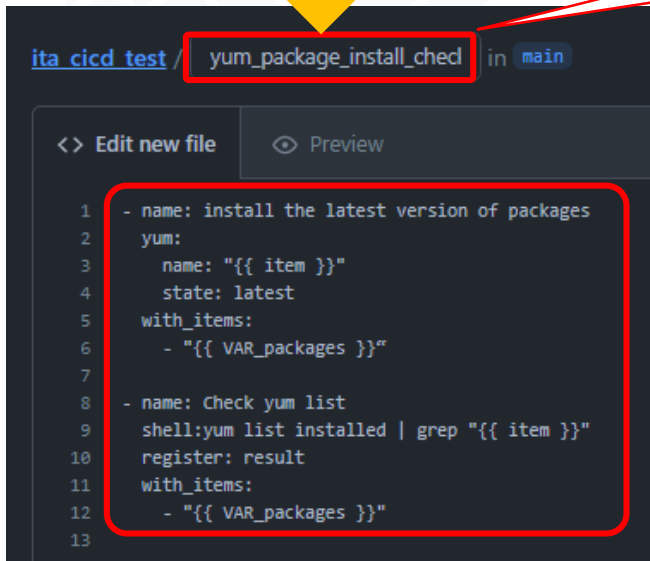 ita_cicd_test / yum_package_install_checl in main
<> Edit new file Preview
1 - name: install the latest version of packages
2 yum:
3 name: "{{ item }}"
4 state: latest
5 with_items:
6 - "{{ VAR_packages }}“
7
8 - name: Check yum list
9 shell:yum list installed | grep "{{ item }}"
10 register: result
11 with_items:
12 - "{{ VAR_packages }}"
13